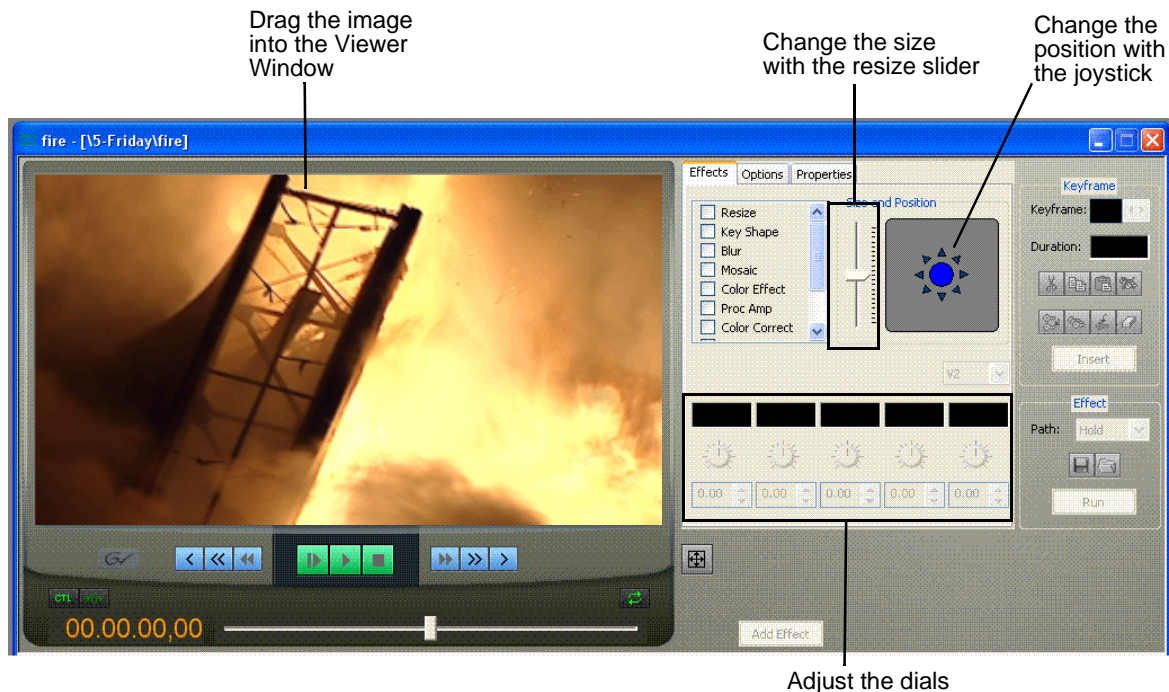 Drag the image
into the Viewer
Window
Change the size
with the resize slider
Change the
position with
the joystick
fire - [\5-Friday\fire]
Effects
Options
Properties
Resize
Key Shape
Blur
Mosaic
Color Effect
Proc Amp
Color Correct
Size and Position
V2
0.00
0.00
0.00
0.00
0.00
Keyframe
Keyframe:
Duration:
Insert
Effect
Path:
Hold
Run
CTL
00.00.00,00
Add Effect
Adjust the dials